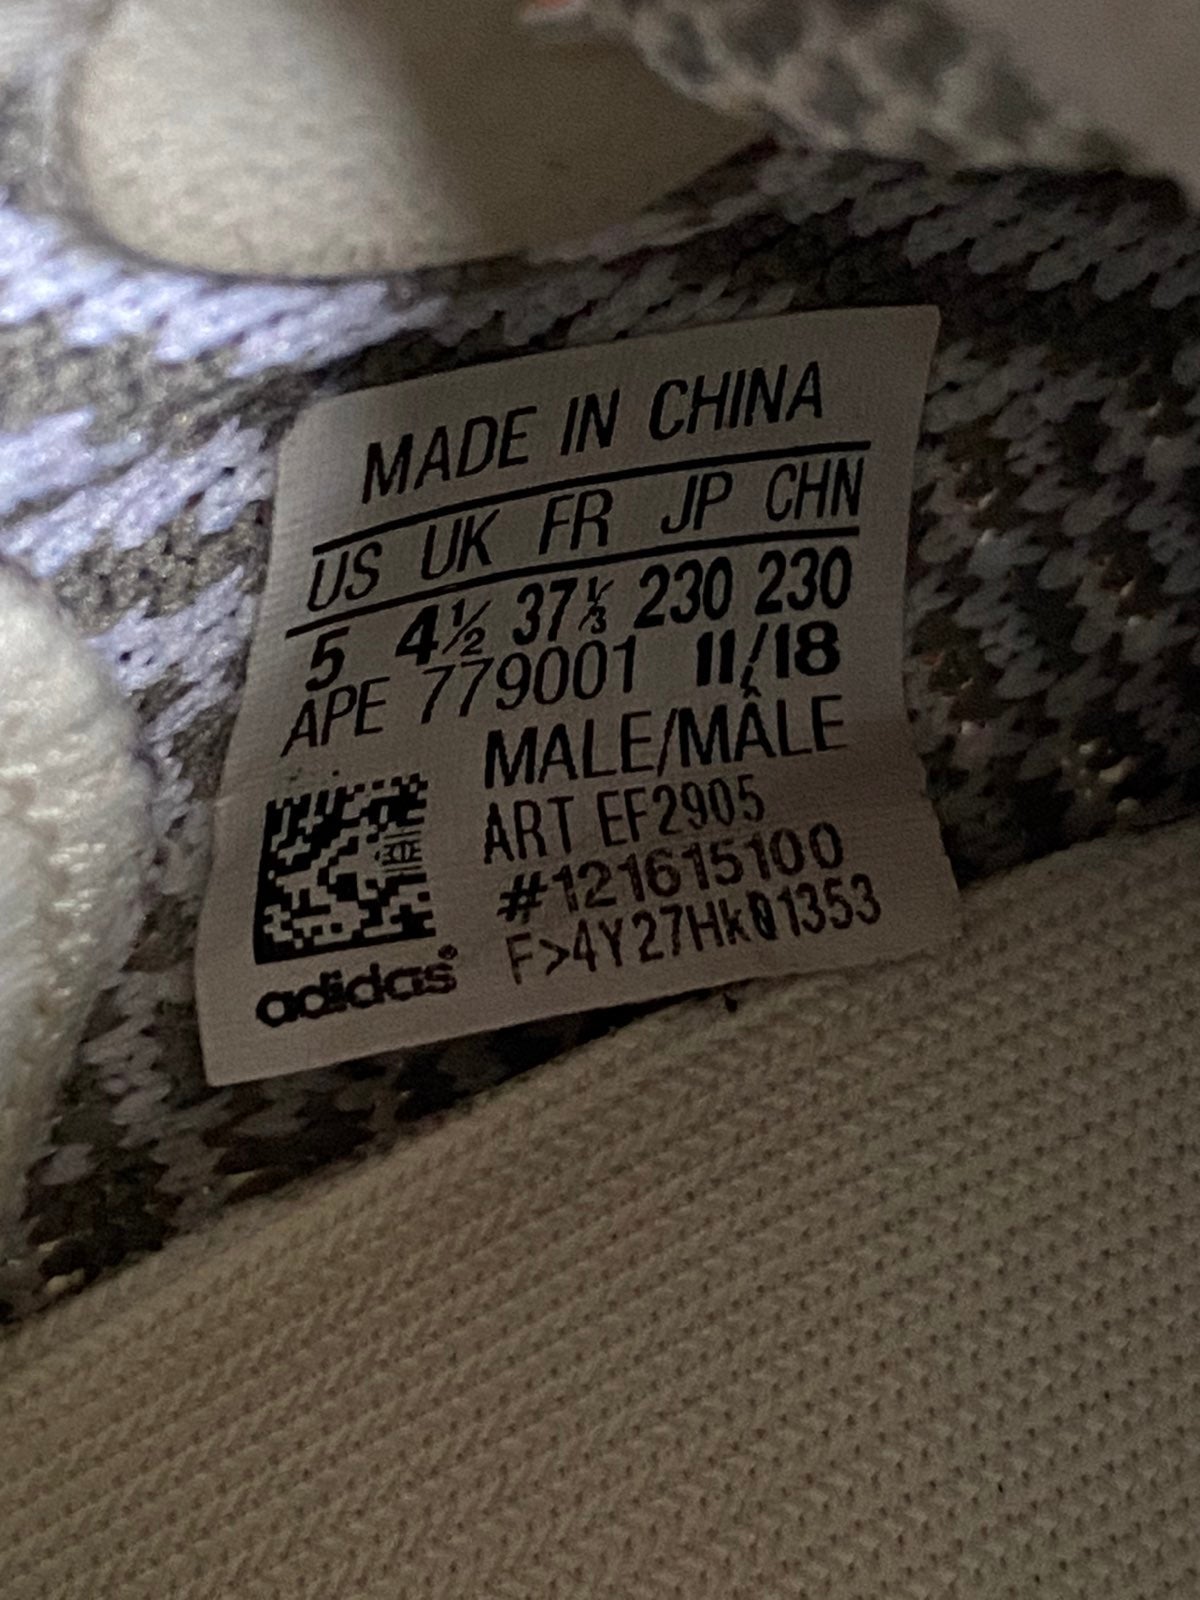 MADE IN CHINA
US UK FR JP CHN
5 4½ 37⅓ 230 230
APE 779001 11/18
MALE/MÂLE
ART EF2905
#121615100
F>4Y27Hk01353
adidas®